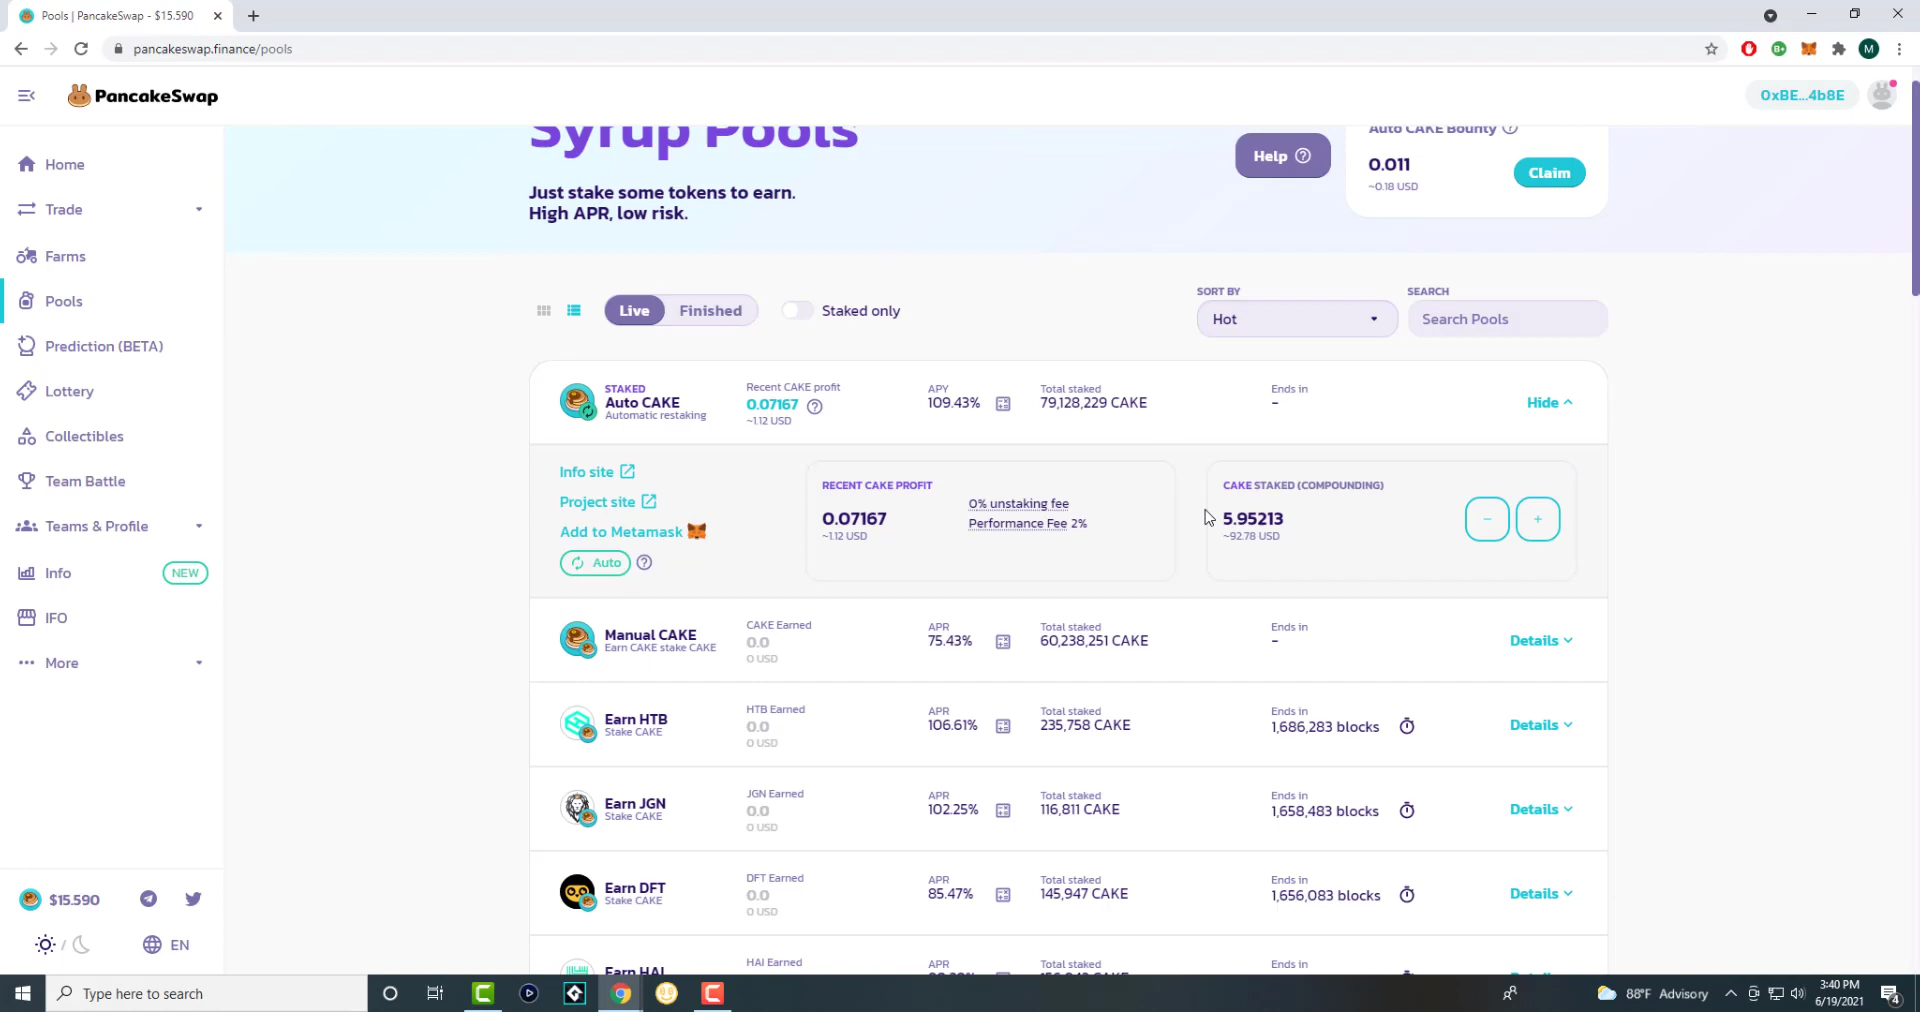 Pools | PancakeSwap - $15.590
pancakeswap.finance/pools
M
PancakeSwap
0xBE...4b8E
Home
Trade
Farms
Pools
Prediction (BETA)
Lottery
Collectibles
Team Battle
Teams & Profile
Info
NEW
IFO
More
$15.590
/
EN
Syrup Pools
Just stake some tokens to earn.
High APR, low risk.
Help
Auto CAKE Bounty
0.011
~0.18 USD
Claim
Live
Finished
Staked only
SORT BY
Hot
SEARCH
Search Pools
STAKED
Auto CAKE
Automatic restaking
Recent CAKE profit
0.07167
~1.12 USD
APY
109.43%
Total staked
79,128,229 CAKE
Ends in
-
Hide
Info site
Project site
Add to Metamask
Auto
RECENT CAKE PROFIT
0.07167
~1.12 USD
0% unstaking fee
Performance Fee 2%
CAKE STAKED (COMPOUNDING)
5.95213
~92.78 USD
-
+
Manual CAKE
Earn CAKE stake CAKE
CAKE Earned
0.0
0 USD
APR
75.43%
Total staked
60,238,251 CAKE
Ends in
-
Details
Earn HTB
Stake CAKE
HTB Earned
0.0
0 USD
APR
106.61%
Total staked
235,758 CAKE
Ends in
1,686,283 blocks
Details
Earn JGN
Stake CAKE
JGN Earned
0.0
0 USD
APR
102.25%
Total staked
116,811 CAKE
Ends in
1,658,483 blocks
Details
Earn DFT
Stake CAKE
DFT Earned
0.0
0 USD
APR
85.47%
Total staked
145,947 CAKE
Ends in
1,656,083 blocks
Details
Earn HAI
HAI Earned
APR
Total staked
Ends in
Type here to search
88°F Advisory
3:40 PM
6/19/2021
4